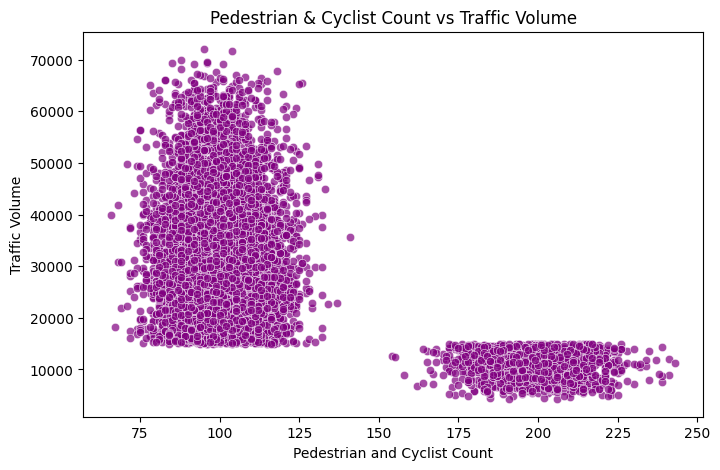 Pedestrian & Cyclist Count vs Traffic Volume
70000
60000
50000
40000
30000
20000
10000
Traffic Volume
75 100 125 150 175 200 225 250
Pedestrian and Cyclist Count